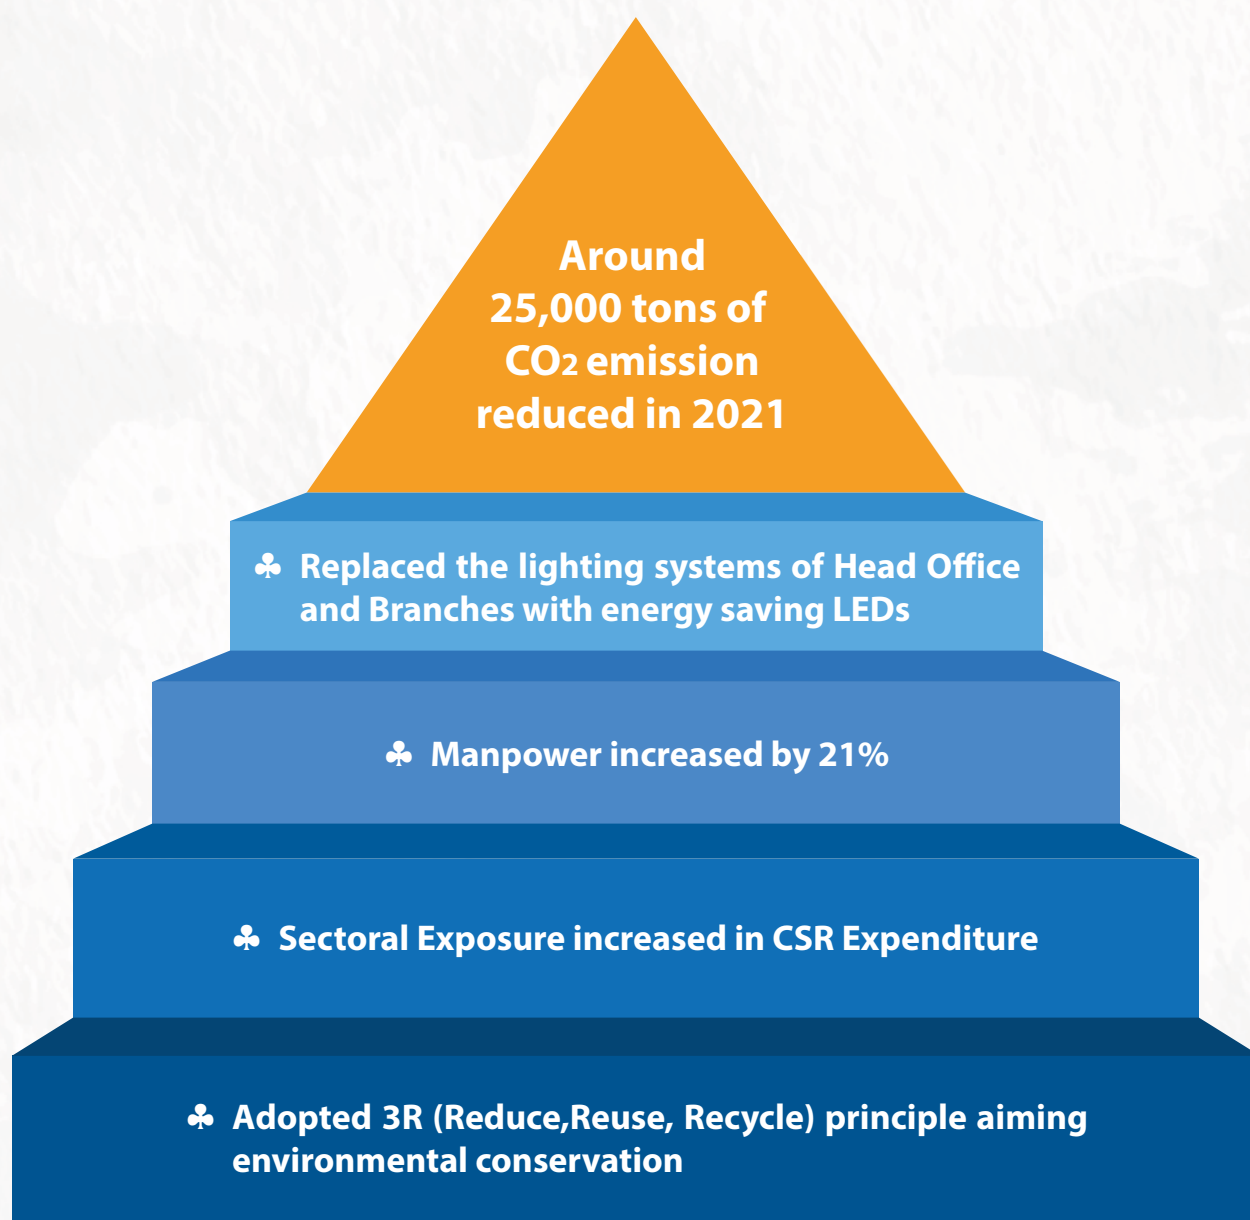 Around
25,000 tons of
CO2 emission
reduced in 2021
♣ Replaced the lighting systems of Head Office
and Branches with energy saving LEDs
♣ Manpower increased by 21%
♣ Sectoral Exposure increased in CSR Expenditure
♣ Adopted 3R (Reduce,Reuse, Recycle) principle aiming
environmental conservation